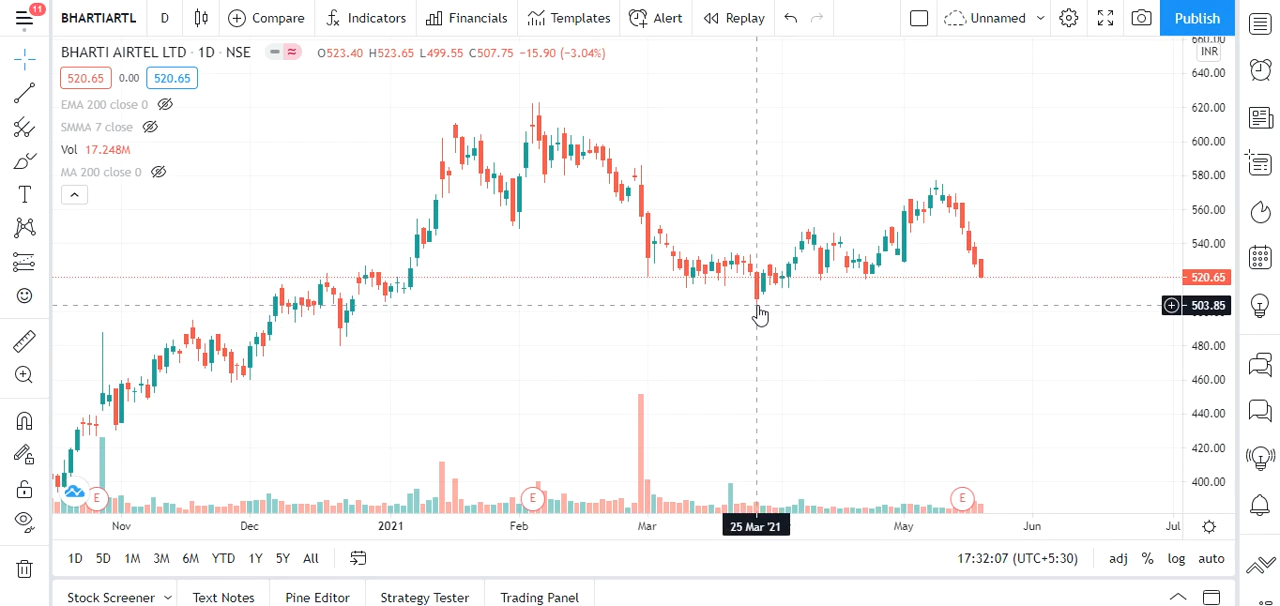 11 BHARTIARTL D Compare Indicators Financials Templates Alert Replay Unnamed Publish
BHARTI AIRTEL LTD · 1D · NSE O523.40 H523.65 L499.55 C507.75 −15.90 (−3.04%)
520.65 0.00 520.65
EMA 200 close 0
SMMA 7 close
Vol 17.248M
MA 200 close 0
660.00
INR
640.00
620.00
600.00
580.00
560.00
540.00
520.65
503.85
480.00
460.00
440.00
420.00
400.00
E E E
Nov Dec 2021 Feb Mar 25 Mar '21 May Jun Jul
1D 5D 1M 3M 6M YTD 1Y 5Y All 17:32:07 (UTC+5:30) adj % log auto
Stock Screener Text Notes Pine Editor Strategy Tester Trading Panel